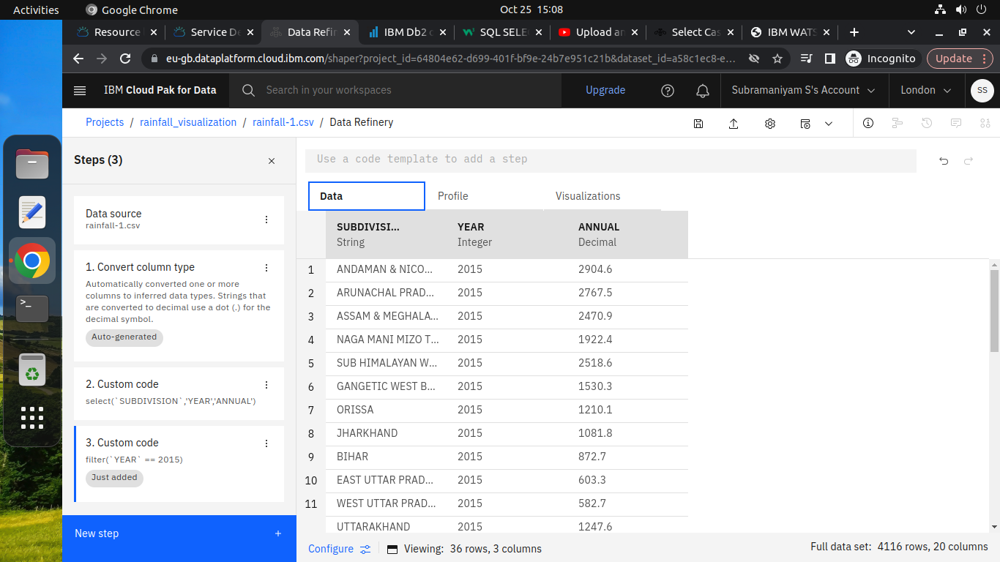 Activities
Google Chrome
Oct 25 15:08
Resource
Service De
Data Refin
IBM Db2 c
SQL SELE
Upload an
Select Cas
IBM WATS
eu-gb.dataplatform.cloud.ibm.com/shaper?project_id=64804e62-d699-401f-bf9e-24b7e951c21b&dataset_id=a58c1ec8-e...
Incognito
Update
IBM Cloud Pak for Data
Search in your workspaces
Upgrade
Subramaniyam S's Account
London
SS
Projects / rainfall_visualization / rainfall-1.csv / Data Refinery
Steps (3)
Data source
rainfall-1.csv
1. Convert column type
Automatically converted one or more
columns to inferred data types. Strings that
are converted to decimal use a dot (.) for the
decimal symbol.
Auto-generated
2. Custom code
select(`SUBDIVISION`,'YEAR','ANNUAL')
3. Custom code
filter(`YEAR` == 2015)
Just added
New step +
Use a code template to add a step
Data Profile Visualizations
SUBDIVISI... YEAR ANNUAL
String Integer Decimal
1 ANDAMAN & NICO... 2015 2904.6
2 ARUNACHAL PRAD... 2015 2767.5
3 ASSAM & MEGHALA... 2015 2470.9
4 NAGA MANI MIZO T... 2015 1922.4
5 SUB HIMALAYAN W... 2015 2518.6
6 GANGETIC WEST B... 2015 1530.3
7 ORISSA 2015 1210.1
8 JHARKHAND 2015 1081.8
9 BIHAR 2015 872.7
10 EAST UTTAR PRAD... 2015 603.3
11 WEST UTTAR PRAD... 2015 582.7
UTTARAKHAND 2015 1247.6
Configure
Viewing: 36 rows, 3 columns
Full data set: 4116 rows, 20 columns